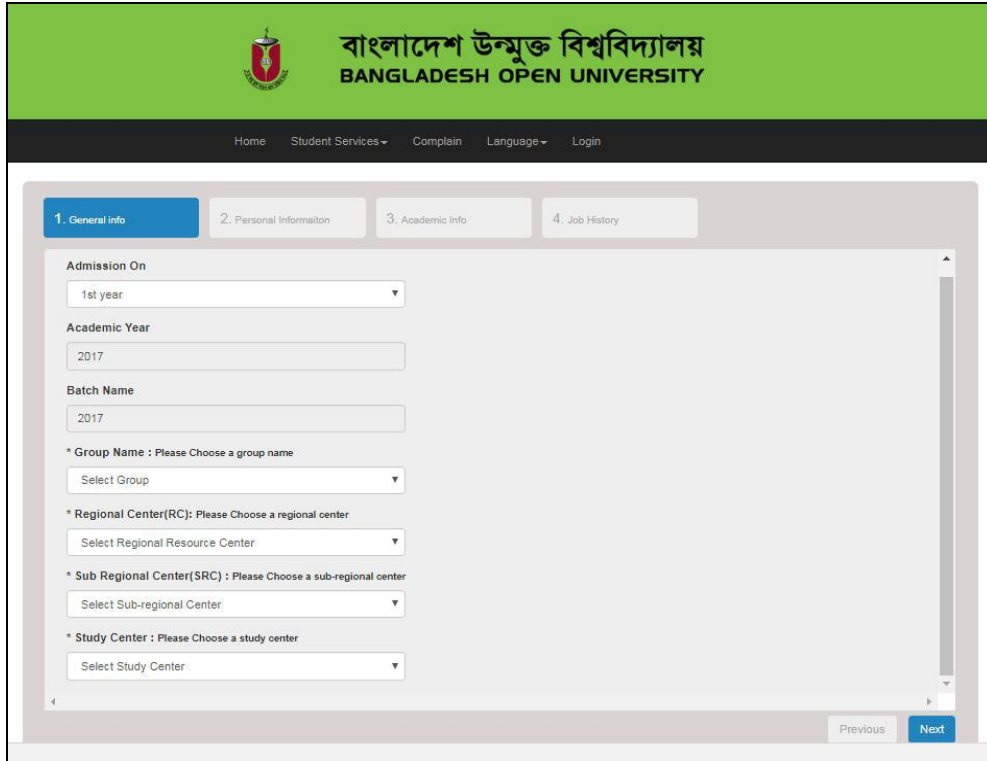 বাংলাদেশ উন্মুক্ত বিশ্ববিদ্যালয়
BANGLADESH OPEN UNIVERSITY
Home Student Services Complain Language Login
1. General info 2. Personal Informaiton 3. Academic Info 4. Job History
Admission On
1st year
Academic Year
2017
Batch Name
2017
* Group Name : Please Choose a group name
Select Group
* Regional Center(RC): Please Choose a regional center
Select Regional Resource Center
* Sub Regional Center(SRC) : Please Choose a sub-regional center
Select Sub-regional Center
* Study Center : Please Choose a study center
Select Study Center
Previous Next